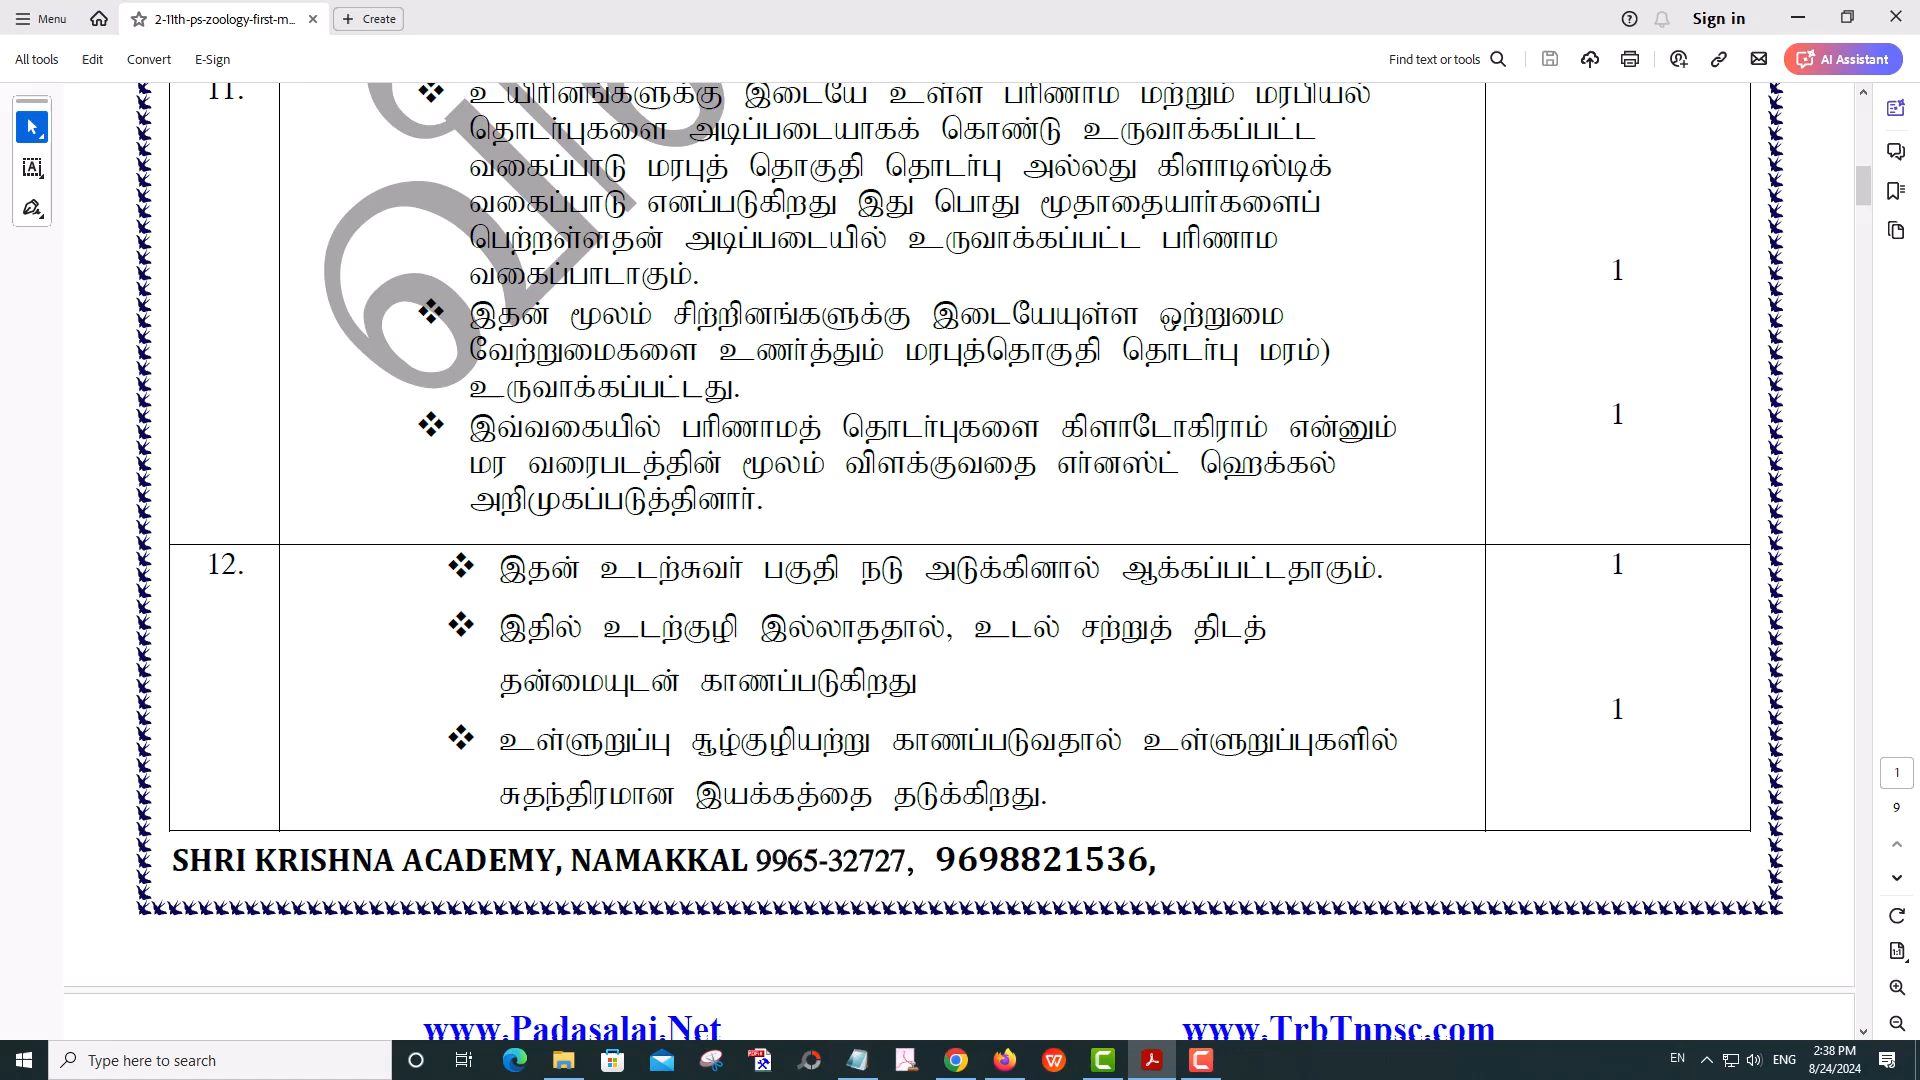 Menu
2-11th-ps-zoology-first-m...
Create
Sign in
All tools
Edit
Convert
E-Sign
Find text or tools
AI Assistant
11.
உயிரினங்களுக்கு இடையே உள்ள பரிணாம மற்றும் மரபியல்
தொடர்புகளை அடிப்படையாகக் கொண்டு உருவாக்கப்பட்ட
வகைப்பாடு மரபுத் தொகுதி தொடர்பு அல்லது கிளாடிஸ்டிக்
வகைப்பாடு எனப்படுகிறது இது பொது மூதாதையார்களைப்
பெற்றள்ளதன் அடிப்படையில் உருவாக்கப்பட்ட பரிணாம
வகைப்பாடாகும்.
1
இதன் மூலம் சிற்றினங்களுக்கு இடையேயுள்ள ஒற்றுமை
வேற்றுமைகளை உணர்த்தும் மரபுத்தொகுதி தொடர்பு மரம்)
உருவாக்கப்பட்டது.
இவ்வகையில் பரிணாமத் தொடர்புகளை கிளாடோகிராம் என்னும்
1
மர வரைபடத்தின் மூலம் விளக்குவதை எர்னஸ்ட் ஹெக்கல்
அறிமுகப்படுத்தினார்.
12.
இதன் உடற்சுவர் பகுதி நடு அடுக்கினால் ஆக்கப்பட்டதாகும்.
1
இதில் உடற்குழி இல்லாததால், உடல் சற்றுத் திடத்
தன்மையுடன் காணப்படுகிறது
உள்ளுறுப்பு சூழ்குழியற்று காணப்படுவதால் உள்ளுறுப்புகளில்
1
சுதந்திரமான இயக்கத்தை தடுக்கிறது.
SHRI KRISHNA ACADEMY, NAMAKKAL 9965-32727, 9698821536,
www.Padasalai.Net
www.TrbTnpsc.com
1
9
Type here to search
EN
ENG
2:38 PM
8/24/2024